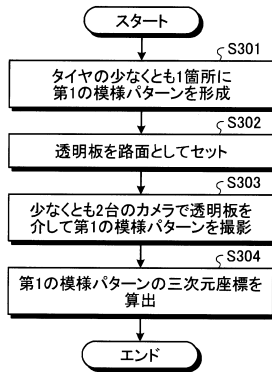 スタート
S301
タイヤの少なくとも1箇所に
第1の模様パターンを形成
S302
透明板を路面としてセット
S303
少なくとも2台のカメラで透明板を
介して第1の模様パターンを撮影
S304
第1の模様パターンの三次元座標を
算出
エンド